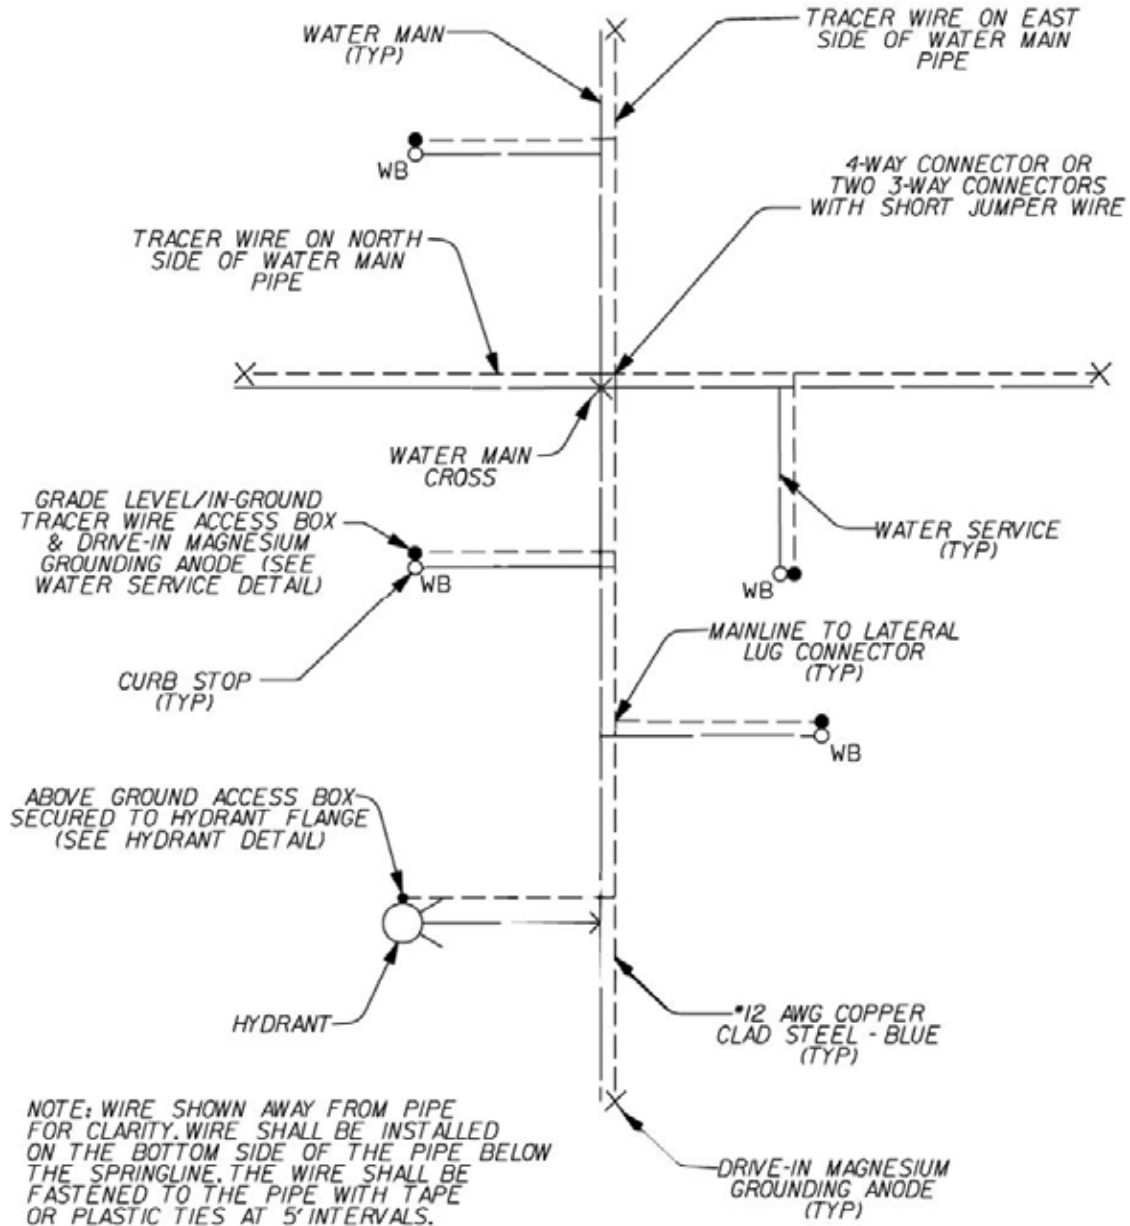 WATER MAIN
(TYP)
TRACER WIRE ON EAST
SIDE OF WATER MAIN
PIPE
WB
4-WAY CONNECTOR OR
TWO 3-WAY CONNECTORS
WITH SHORT JUMPER WIRE
TRACER WIRE ON NORTH
SIDE OF WATER MAIN
PIPE
WATER MAIN
CROSS
GRADE LEVEL/IN-GROUND
TRACER WIRE ACCESS BOX
& DRIVE-IN MAGNESIUM
GROUNDING ANODE (SEE
WATER SERVICE DETAIL)
WB
WATER SERVICE
(TYP)
WB
CURB STOP
(TYP)
MAINLINE TO LATERAL
LUG CONNECTOR
(TYP)
WB
ABOVE GROUND ACCESS BOX
SECURED TO HYDRANT FLANGE
(SEE HYDRANT DETAIL)
HYDRANT
#12 AWG COPPER
CLAD STEEL - BLUE
(TYP)
NOTE: WIRE SHOWN AWAY FROM PIPE
FOR CLARITY. WIRE SHALL BE INSTALLED
ON THE BOTTOM SIDE OF THE PIPE BELOW
THE SPRINGLINE. THE WIRE SHALL BE
FASTENED TO THE PIPE WITH TAPE
OR PLASTIC TIES AT 5' INTERVALS.
DRIVE-IN MAGNESIUM
GROUNDING ANODE
(TYP)